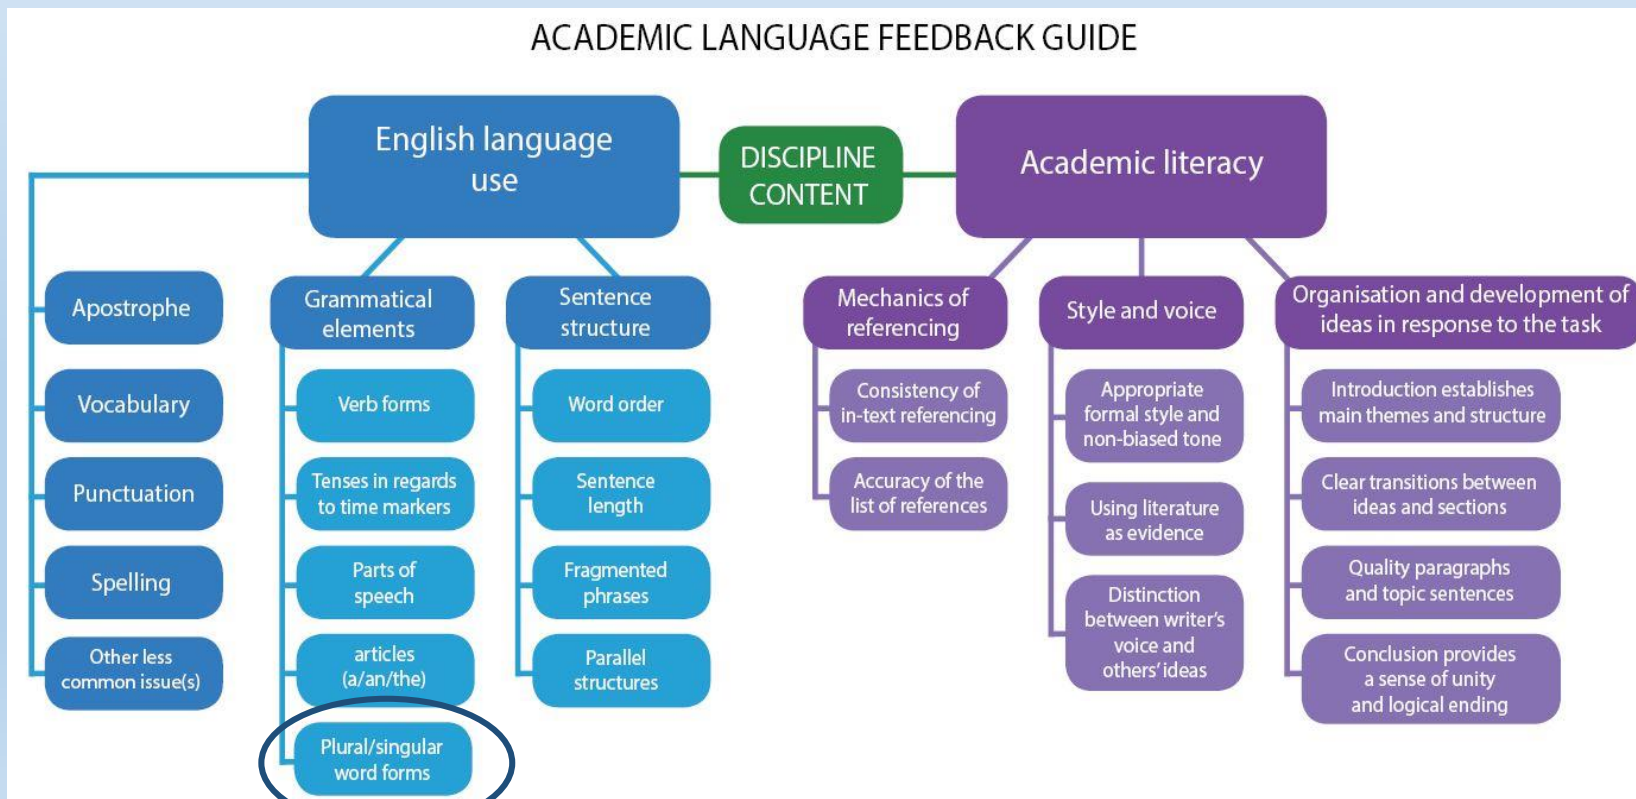 ACADEMIC LANGUAGE FEEDBACK GUIDE
English language
use
DISCIPLINE
CONTENT
Academic literacy
Apostrophe
Vocabulary
Punctuation
Spelling
Other less
common issue(s)
Grammatical
elements
Verb forms
Tenses in regards
to time markers
Parts of
speech
articles
(a/an/the)
Plural/singular
word forms
Sentence
structure
Word order
Sentence
length
Fragmented
phrases
Parallel
structures
Mechanics of
referencing
Consistency of
in-text referencing
Accuracy of the
list of references
Style and voice
Appropriate
formal style and
non-biased tone
Using literature
as evidence
Distinction
between writer's
voice and
others' ideas
Organisation and development of
ideas in response to the task
Introduction establishes
main themes and structure
Clear transitions between
ideas and sections
Quality paragraphs
and topic sentences
Conclusion provides
a sense of unity
and logical ending